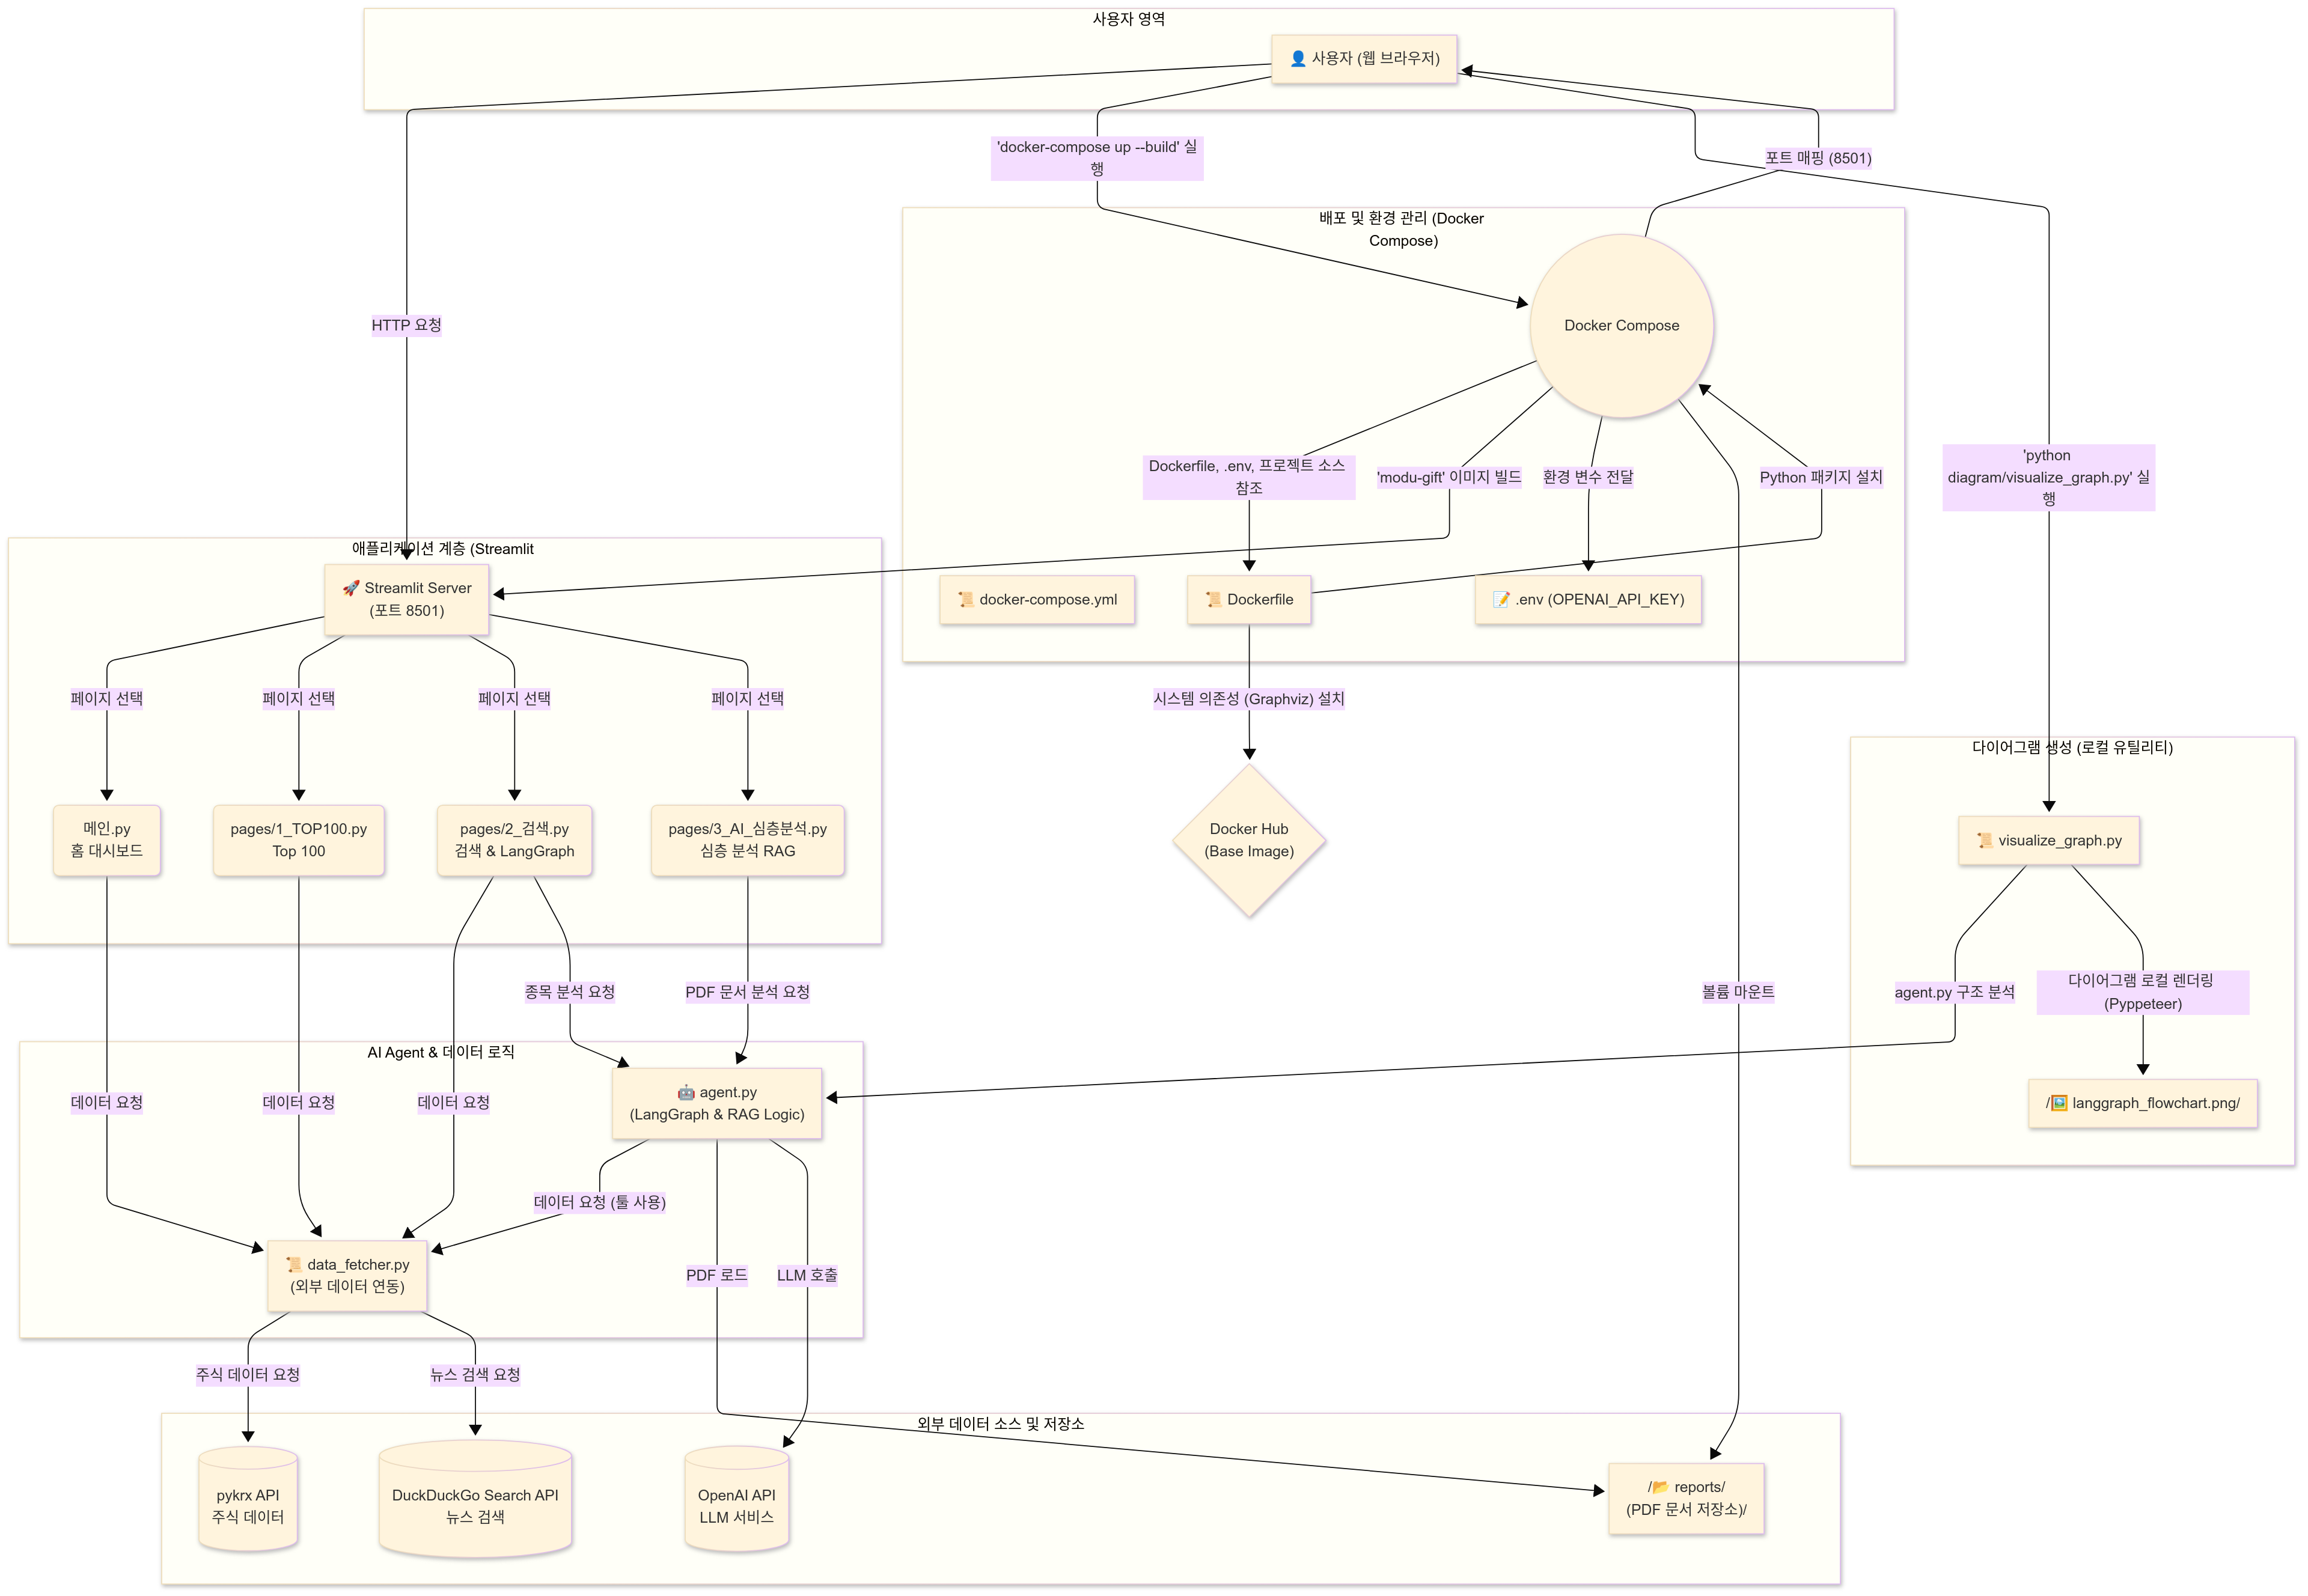 사용자 영역
👤 사용자 (웹 브라우저)
'docker-compose up --build' 실
행
포트 매핑 (8501)
HTTP 요청
배포 및 환경 관리 (Docker
Compose)
Docker Compose
Dockerfile, .env, 프로젝트 소스
참조
'modu-gift' 이미지 빌드
환경 변수 전달
Python 패키지 설치
'python
diagram/visualize_graph.py' 실
행
애플리케이션 계층 (Streamlit
🚀 Streamlit Server
(포트 8501)
📜 docker-compose.yml
📜 Dockerfile
📝 .env (OPENAI_API_KEY)
페이지 선택
페이지 선택
페이지 선택
페이지 선택
시스템 의존성 (Graphviz) 설치
메인.py
홈 대시보드
pages/1_TOP100.py
Top 100
pages/2_검색.py
검색 & LangGraph
pages/3_AI_심층분석.py
심층 분석 RAG
Docker Hub
(Base Image)
다이어그램 생성 (로컬 유틸리티)
📜 visualize_graph.py
종목 분석 요청
PDF 문서 분석 요청
볼륨 마운트
agent.py 구조 분석
다이어그램 로컬 렌더링
(Pyppeteer)
AI Agent & 데이터 로직
데이터 요청
데이터 요청
데이터 요청
🤖 agent.py
(LangGraph & RAG Logic)
/🖼️ langgraph_flowchart.png/
데이터 요청 (툴 사용)
📜 data_fetcher.py
(외부 데이터 연동)
PDF 로드
LLM 호출
주식 데이터 요청
뉴스 검색 요청
외부 데이터 소스 및 저장소
pykrx API
주식 데이터
DuckDuckGo Search API
뉴스 검색
OpenAI API
LLM 서비스
/📂 reports/
(PDF 문서 저장소)/